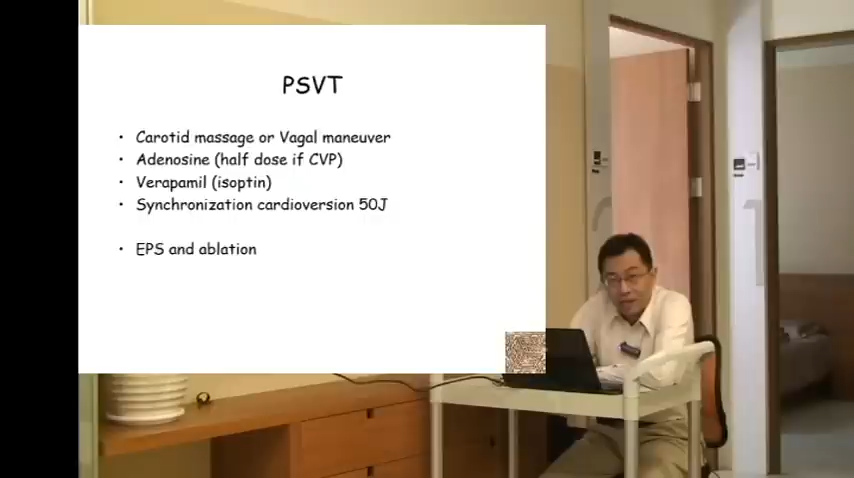 PSVT
• Carotid massage or Vagal maneuver
• Adenosine (half dose if CVP)
• Verapamil (isoptin)
• Synchronization cardioversion 50J
• EPS and ablation